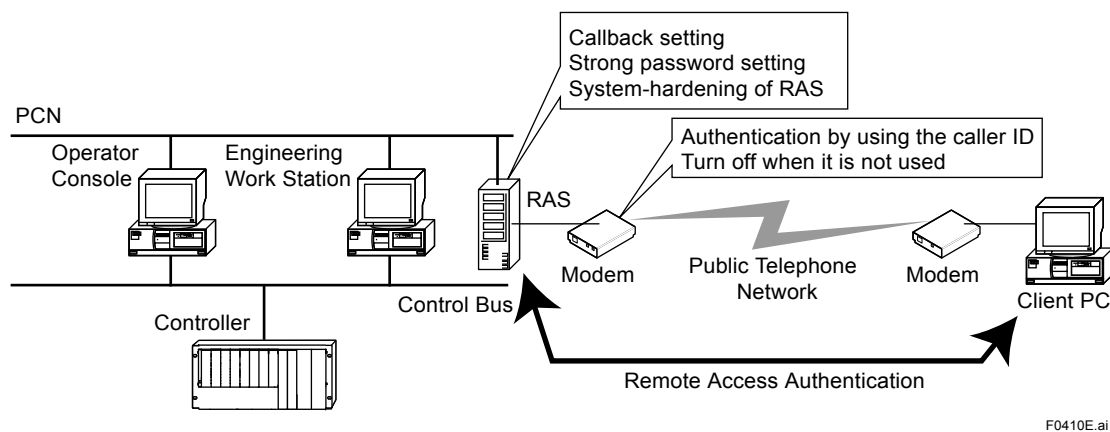 Callback setting
Strong password setting
System-hardening of RAS
PCN
Authentication by using the caller ID
Turn off when it is not used
Operator
Console
Engineering
Work Station
RAS
Modem
Public Telephone
Network
Modem
Client PC
Control Bus
Controller
Remote Access Authentication
F0410E.ai